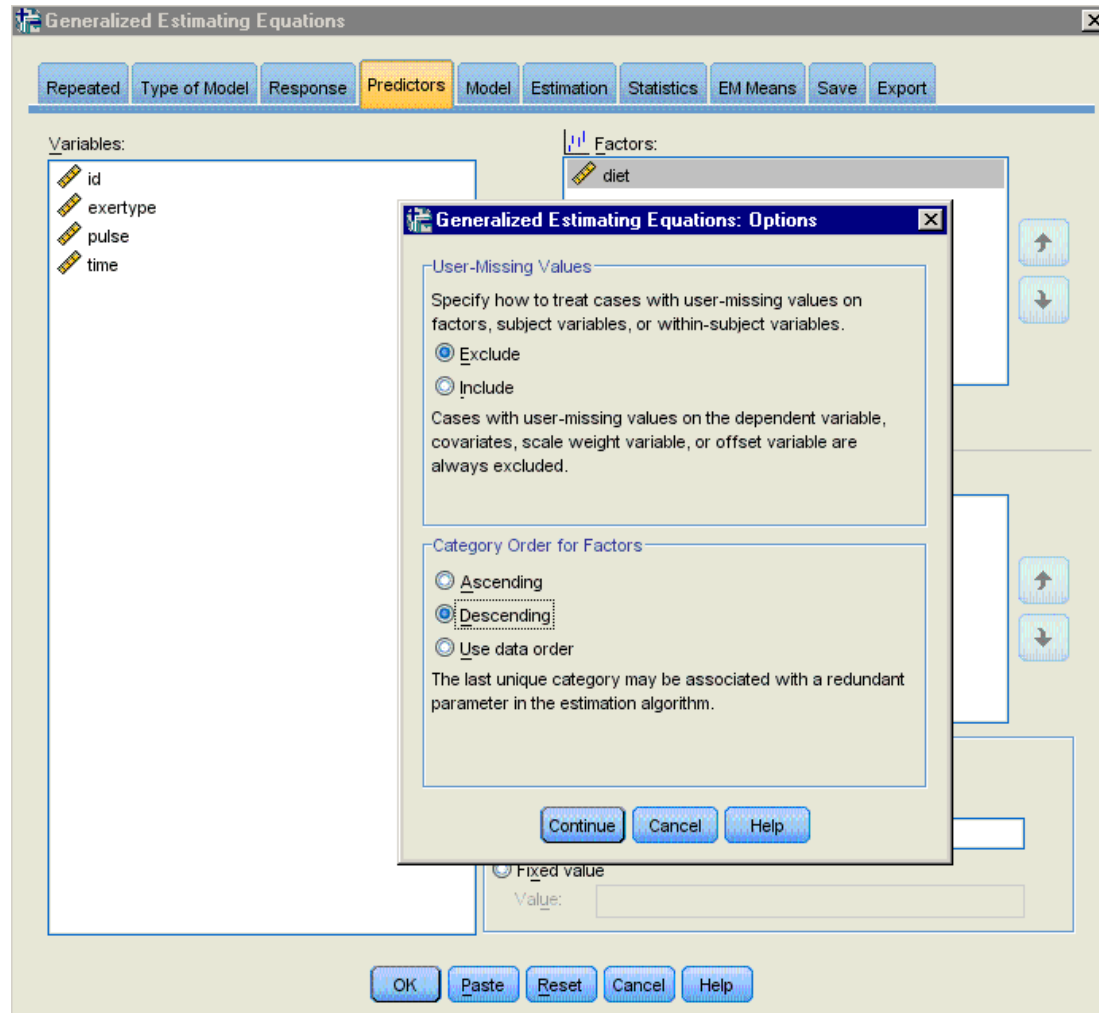 Generalized Estimating Equations
Repeated Type of Model Response Predictors Model Estimation Statistics EM Means Save Export
Variables:
id
exertype
pulse
time
Factors:
diet
Generalized Estimating Equations: Options
User-Missing Values
Specify how to treat cases with user-missing values on
factors, subject variables, or within-subject variables.
Exclude
Include
Cases with user-missing values on the dependent variable,
covariates, scale weight variable, or offset variable are
always excluded.
Category Order for Factors
Ascending
Descending
Use data order
The last unique category may be associated with a redundant
parameter in the estimation algorithm.
Continue Cancel Help
Fixed value
Value:
OK Paste Reset Cancel Help